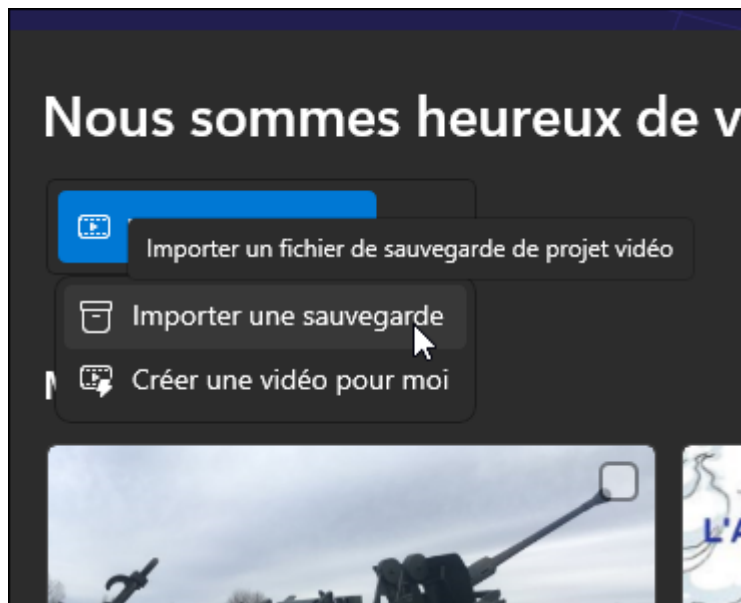 Nous sommes heureux de v
Importer un fichier de sauvegarde de projet vidéo
Importer une sauvegarde
Créer une vidéo pour moi
L'A